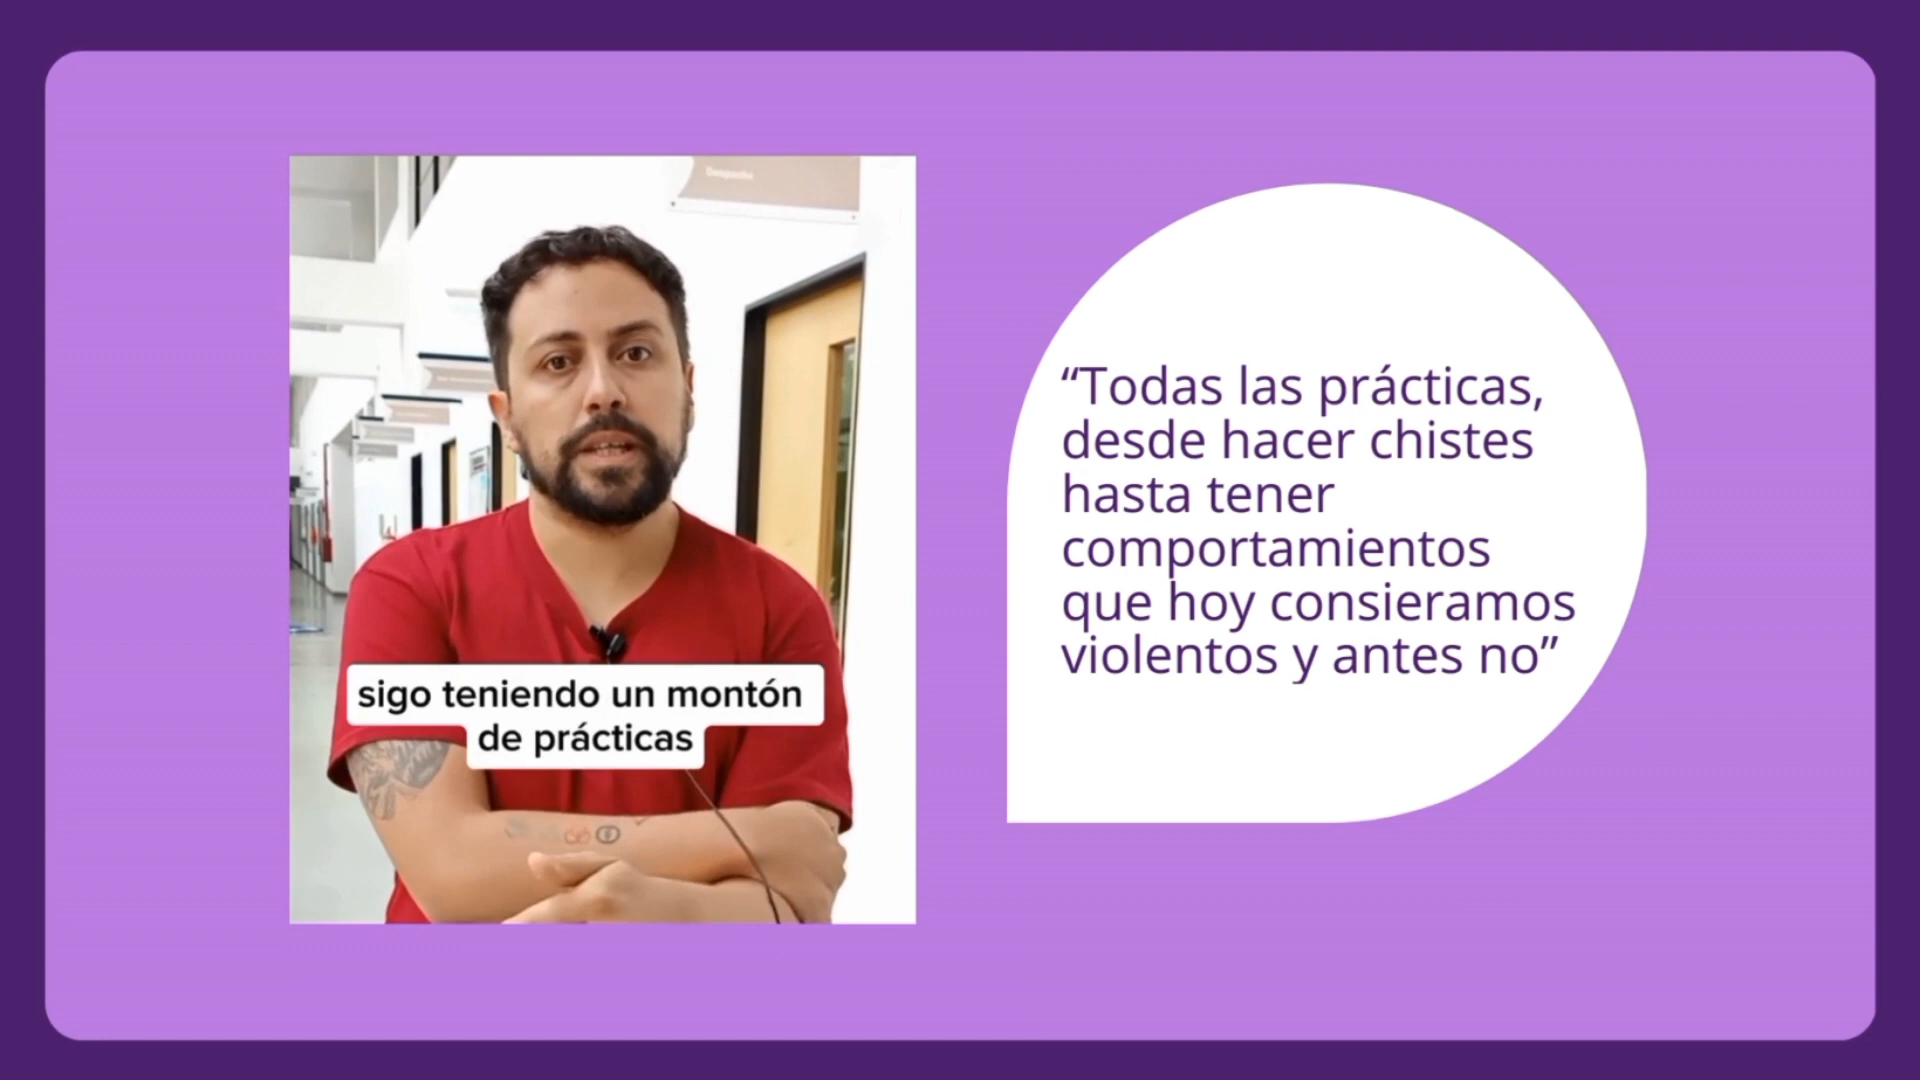 Despacho
sigo teniendo un montón
de prácticas
“Todas las prácticas,
desde hacer chistes
hasta tener
comportamientos
que hoy consieramos
violentos y antes no”